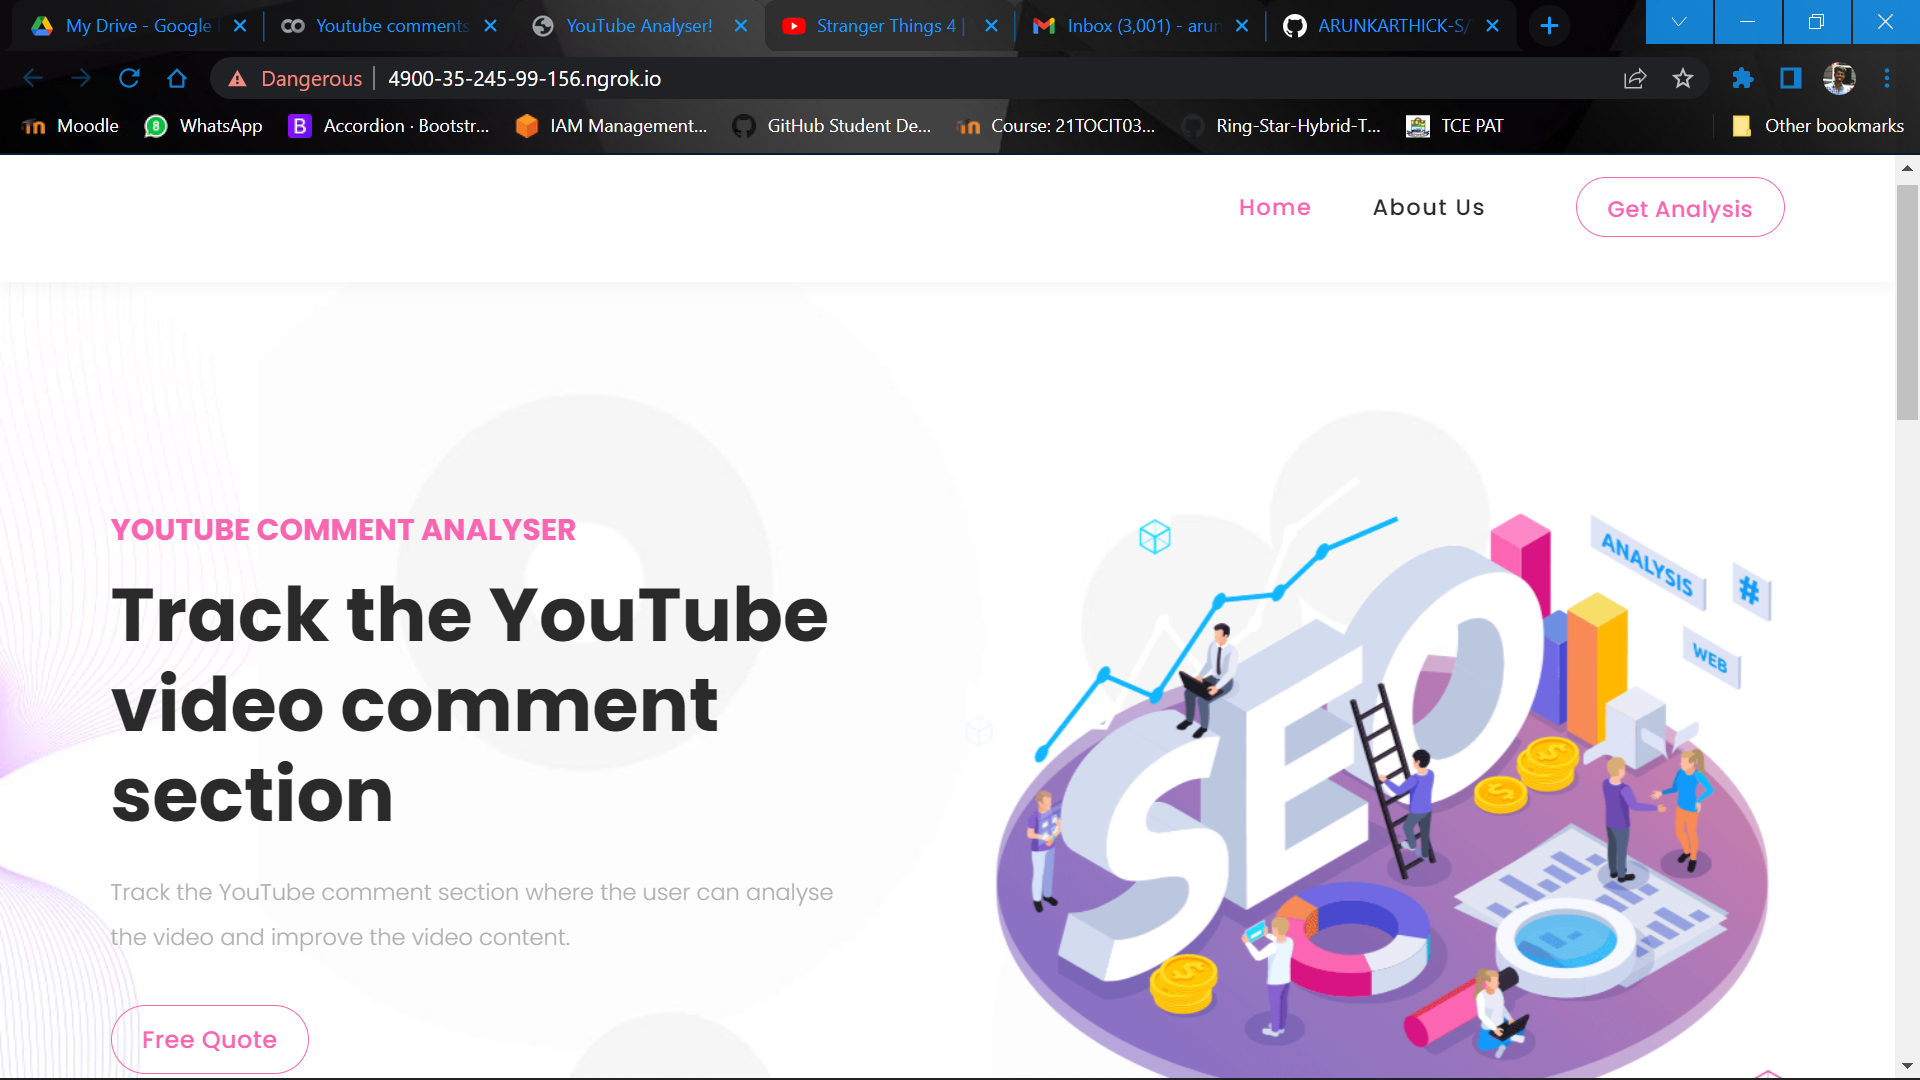 My Drive - Google
Youtube comments
YouTube Analyser!
Stranger Things 4 |
Inbox (3,001) - arun
ARUNKARTHICK-S/
Dangerous
4900-35-245-99-156.ngrok.io
Moodle
8
WhatsApp
B
Accordion · Bootstr...
IAM Management...
GitHub Student De...
Course: 21TOCIT03...
Ring-Star-Hybrid-T...
TCE PAT
Other bookmarks
Home
About Us
Get Analysis
YOUTUBE COMMENT ANALYSER
Track the YouTube
video comment
section
Track the YouTube comment section where the user can analyse
the video and improve the video content.
Free Quote
ANALYSIS
#
WEB
SEO
$
$
$